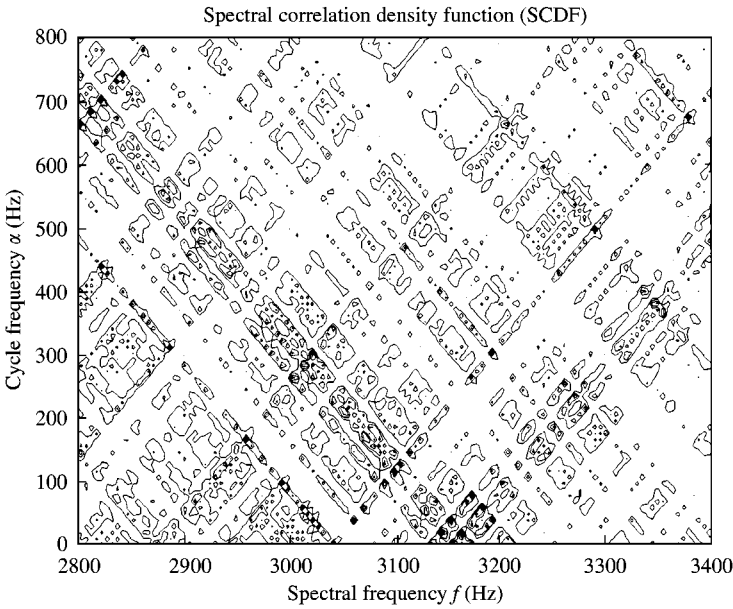 Spectral correlation density function (SCDF)
800
700
600
500
400
300
200
100
0
Cycle frequency α (Hz)
2800 2900 3000 3100 3200 3300 3400
Spectral frequency f (Hz)